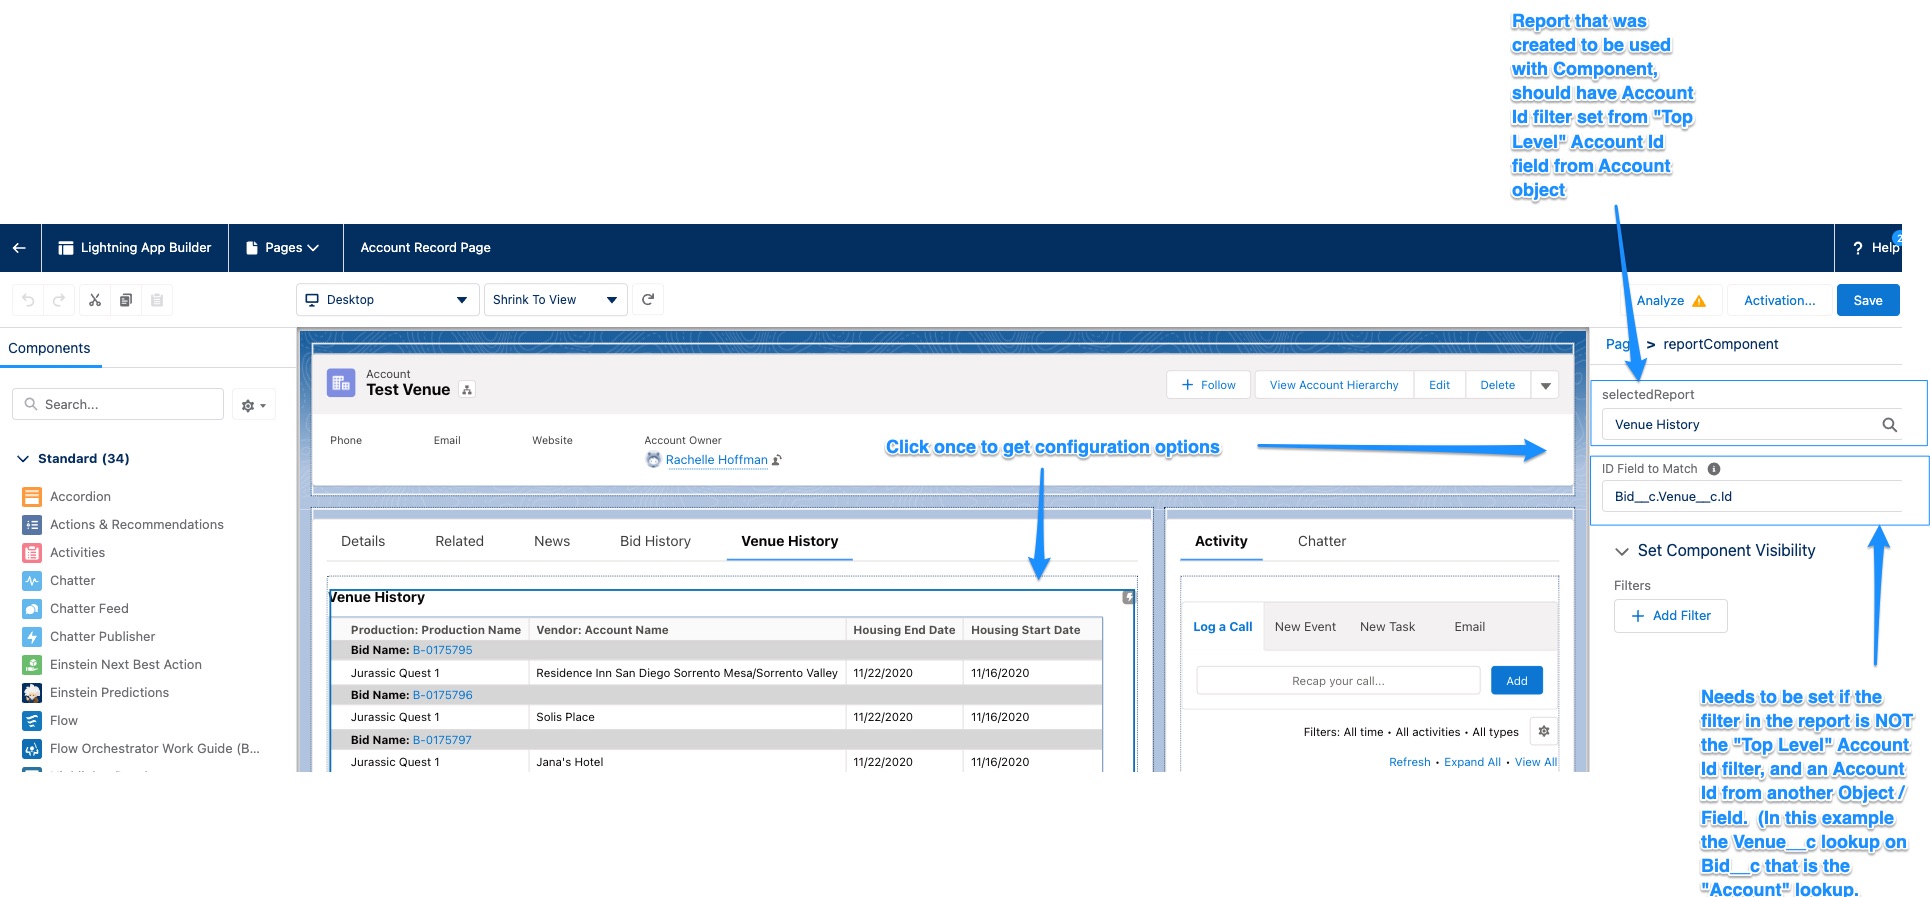 Report that was
created to be used
with Component,
should have Account
Id filter set from "Top
Level" Account Id
field from Account
object
Lightning App Builder
Pages
Account Record Page
2
? Help
Desktop
Shrink To View
Analyze
Activation...
Save
Components
Search...
Standard (34)
Accordion
Actions & Recommendations
Activities
Chatter
Chatter Feed
Chatter Publisher
Einstein Next Best Action
Einstein Predictions
Flow
Flow Orchestrator Work Guide (B...
Account
Test Venue
+ Follow
View Account Hierarchy
Edit
Delete
Phone
Email
Website
Account Owner
Rachelle Hoffman
Click once to get configuration options
Details
Related
News
Bid History
Venue History
Venue History
Production: Production Name
Vendor: Account Name
Housing End Date
Housing Start Date
Bid Name: B-0175795
Jurassic Quest 1
Residence Inn San Diego Sorrento Mesa/Sorrento Valley
11/22/2020
11/16/2020
Bid Name: B-0175796
Jurassic Quest 1
Solis Place
11/22/2020
11/16/2020
Bid Name: B-0175797
Jurassic Quest 1
Jana's Hotel
11/22/2020
11/16/2020
Activity
Chatter
Log a Call
New Event
New Task
Email
Recap your call...
Add
Filters: All time • All activities • All types
Refresh • Expand All • View All
> reportComponent
selectedReport
Venue History
ID Field to Match
Bid__c.Venue__c.Id
Set Component Visibility
Filters
+ Add Filter
Needs to be set if the
filter in the report is NOT
the "Top Level" Account
Id filter, and an Account
Id from another Object /
Field. (In this example
the Venue__c lookup on
Bid__c that is the
"Account" lookup.